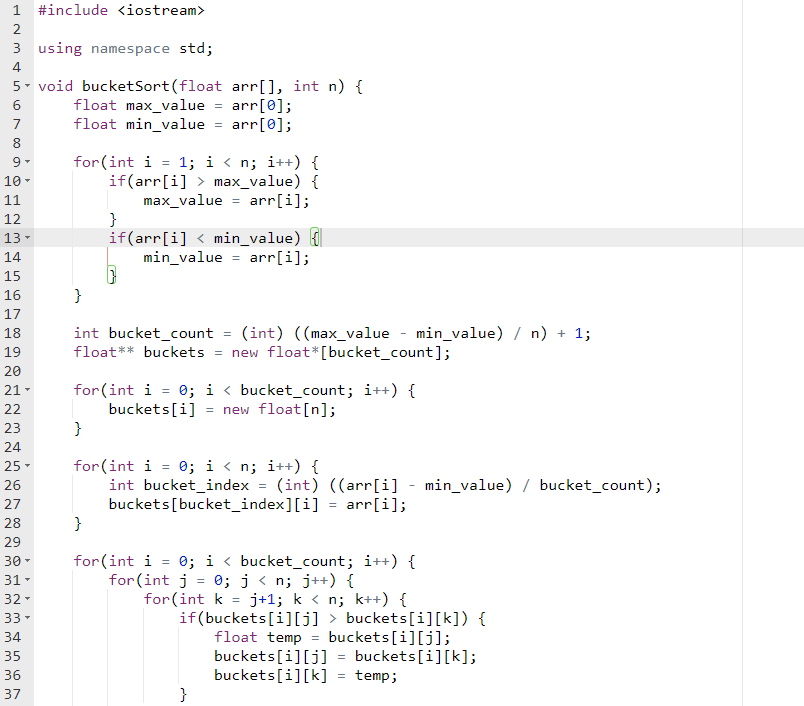 1 #include <iostream>
2
3 using namespace std;
4
5 void bucketSort(float arr[], int n) {
6     float max_value = arr[0];
7     float min_value = arr[0];
8
9     for(int i = 1; i < n; i++) {
10         if(arr[i] > max_value) {
11             max_value = arr[i];
12         }
13         if(arr[i] < min_value) {
14             min_value = arr[i];
15         }
16     }
17
18     int bucket_count = (int) ((max_value - min_value) / n) + 1;
19     float** buckets = new float*[bucket_count];
20
21     for(int i = 0; i < bucket_count; i++) {
22         buckets[i] = new float[n];
23     }
24
25     for(int i = 0; i < n; i++) {
26         int bucket_index = (int) ((arr[i] - min_value) / bucket_count);
27         buckets[bucket_index][i] = arr[i];
28     }
29
30     for(int i = 0; i < bucket_count; i++) {
31         for(int j = 0; j < n; j++) {
32             for(int k = j+1; k < n; k++) {
33                 if(buckets[i][j] > buckets[i][k]) {
34                     float temp = buckets[i][j];
35                     buckets[i][j] = buckets[i][k];
36                     buckets[i][k] = temp;
37                 }